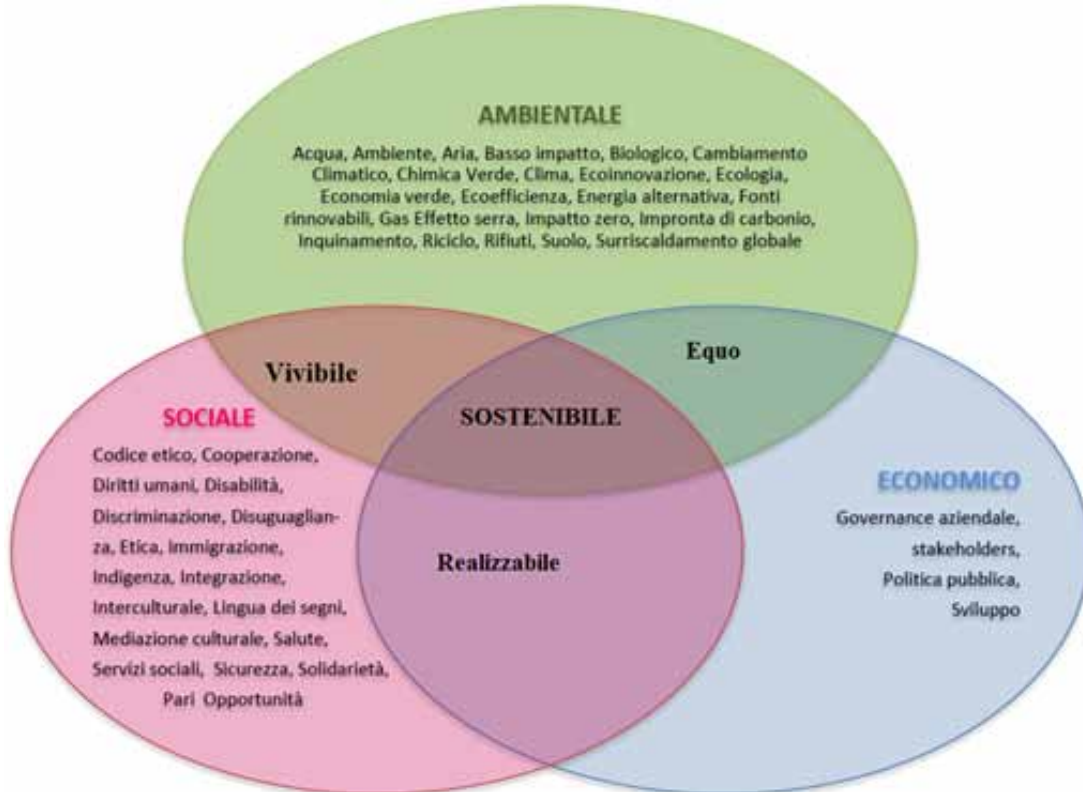 AMBIENTALE
Acqua, Ambiente, Aria, Basso impatto, Biologico, Cambiamento
Climatico, Chimica Verde, Clima, Ecoinnovazione, Ecologia,
Economia verde, Ecoefficienza, Energia alternativa, Fonti
rinnovabili, Gas Effetto serra, Impatto zero, Impronta di carbonio,
Inquinamento, Riciclo, Rifiuti, Suolo, Surriscaldamento globale
Equo
Vivibile
SOSTENIBILE
SOCIALE
Codice etico, Cooperazione,
Diritti umani, Disabilità,
Discriminazione, Disuguaglian-
za, Etica, Immigrazione,
Indigenza, Integrazione,
Interculturale, Lingua dei segni,
Mediazione culturale, Salute,
Servizi sociali, Sicurezza, Solidarietà,
Pari Opportunità
Realizzabile
ECONOMICO
Governance aziendale,
stakeholders,
Politica pubblica,
Sviluppo